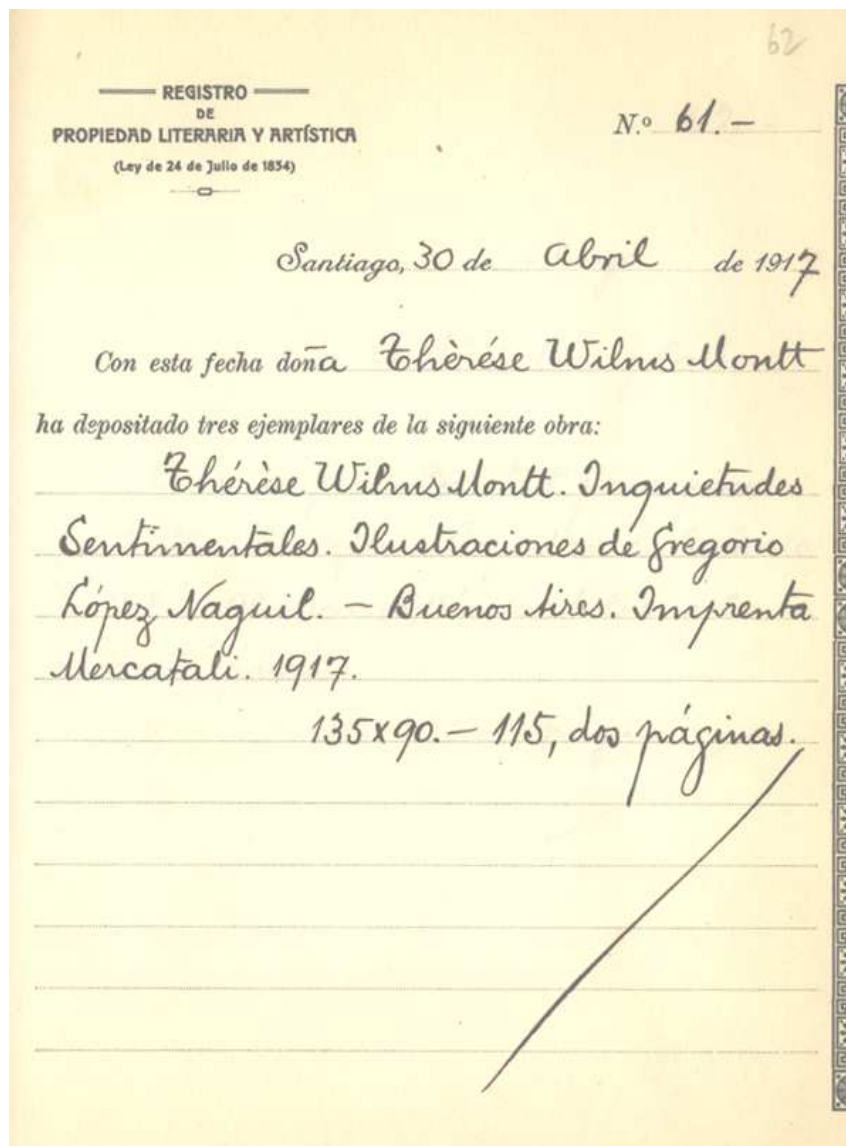 62
REGISTRO
DE
PROPIEDAD LITERARIA Y ARTÍSTICA
(Ley de 24 de Julio de 1834)
N.º 61.-
Santiago, 30 de Abril de 1917
Con esta fecha doña Thèrése Wilms Montt
ha depositado tres ejemplares de la siguiente obra:
Thérèse Wilms Montt. Inquietudes
Sentimentales. Ilustraciones de Gregorio
López Naguil. - Buenos Aires. Imprenta
Mercatali. 1917.
135x90. - 115, dos páginas.